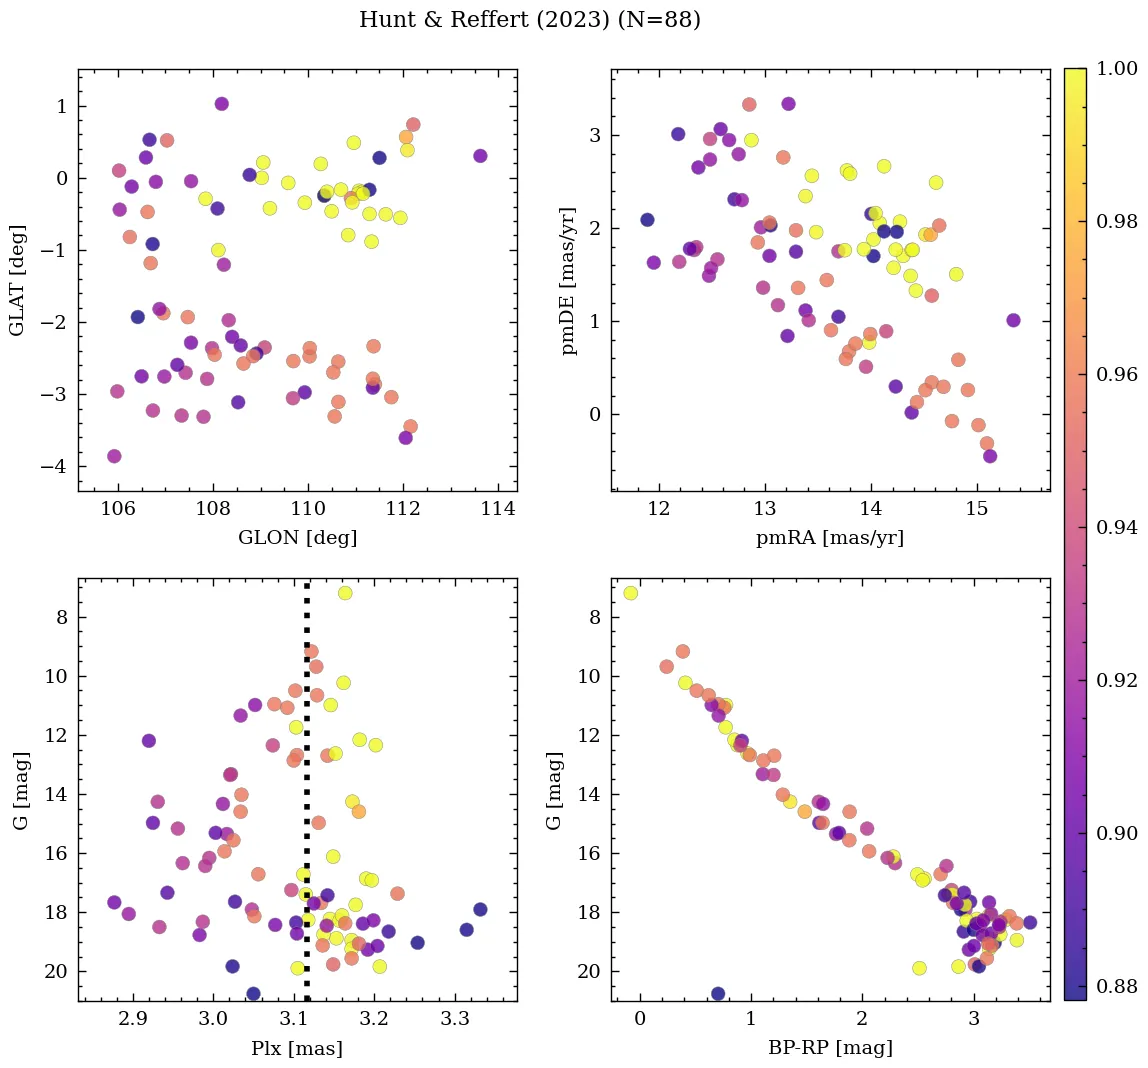 Hunt & Reffert (2023) (N=88)
1
0
−1
−2
−3
−4
GLAT [deg]
106 108 110 112 114
GLON [deg]
3
2
1
0
pmDE [mas/yr]
12 13 14 15
pmRA [mas/yr]
1.00
0.98
0.96
0.94
0.92
0.90
0.88
8
10
12
14
16
18
20
G [mag]
2.9 3.0 3.1 3.2 3.3
Plx [mas]
8
10
12
14
16
18
20
G [mag]
0 1 2 3
BP-RP [mag]